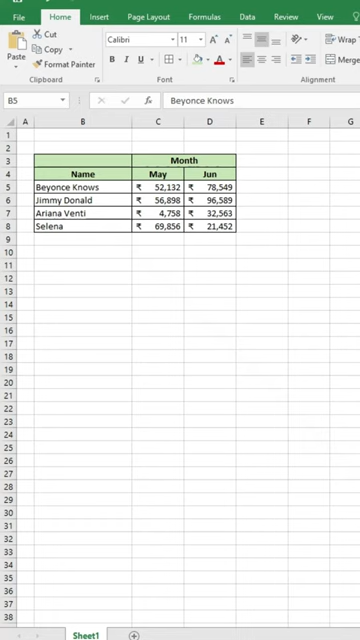 File Home Insert Page Layout Formulas Data Review View
Cut
Copy
Format Painter
Paste
Calibri 11 A A
B I U A
Wrap
Merge
Clipboard Font Alignment
B5 fx Beyonce Knows
A B C D E F G
1
2
3 Month
4 Name May Jun
5 Beyonce Knows ₹ 52,132 ₹ 78,549
6 Jimmy Donald ₹ 56,898 ₹ 96,589
7 Ariana Venti ₹ 4,758 ₹ 32,563
8 Selena ₹ 69,856 ₹ 21,452
9
10
11
12
13
14
15
16
17
18
19
20
21
22
23
24
25
26
27
28
29
30
31
32
33
34
35
36
37
38
Sheet1